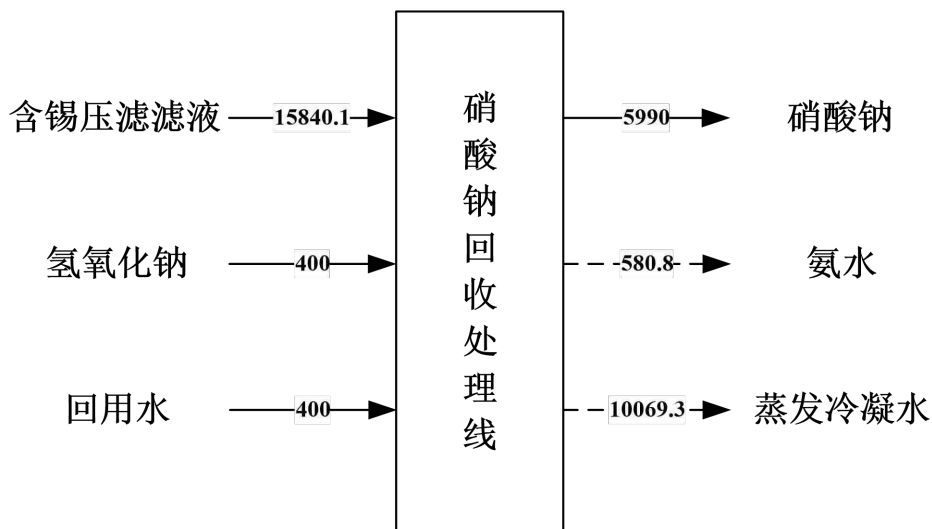 含锡压滤滤液
15840.1
硝酸钠回收处理线
5990
硝酸钠
氢氧化钠
400
580.8
氨水
回用水
400
10069.3
蒸发冷凝水